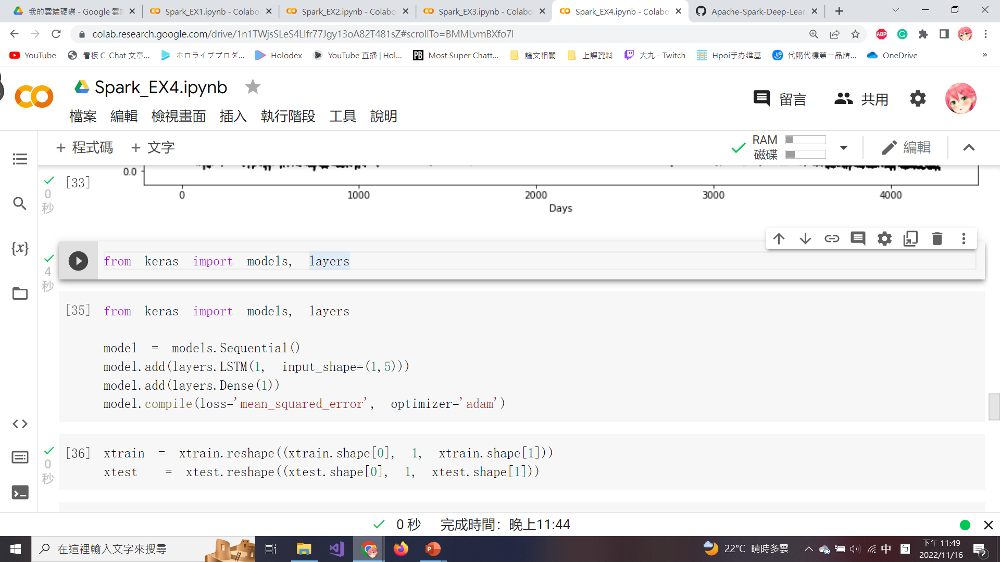 我的雲端硬碟 - Google 雲端
Spark_EX1.ipynb - Colabo
Spark_EX2.ipynb - Colabo
Spark_EX3.ipynb - Colabo
Spark_EX4.ipynb - Colabo
Apache-Spark-Deep-Lear
colab.research.google.com/drive/1n1TWjsSLeS4Llfr77Jgy13oA82T481sZ#scrollTo=BMMLvmBXfo7l
ABP
YouTube
看板 C_Chat 文章...
ホロライブプロダ...
Holodex
YouTube 直播 | Hol...
PB
Most Super Chatt...
論文相關
上課資料
大丸 - Twitch
Hpoi手办维基
代購代標第一品牌...
OneDrive
»
Spark_EX4.ipynb
留言
共用
檔案 編輯 檢視畫面 插入 執行階段 工具 說明
+ 程式碼 + 文字
RAM
磁碟
編輯
0.0
[33]
0
秒
0 1000 2000 3000 4000
Days
{x}
4
秒
from keras import models, layers
[35] from keras import models, layers
model = models.Sequential()
model.add(layers.LSTM(1, input_shape=(1,5)))
model.add(layers.Dense(1))
model.compile(loss='mean_squared_error', optimizer='adam')
[36] xtrain = xtrain.reshape((xtrain.shape[0], 1, xtrain.shape[1]))
0
秒
xtest = xtest.reshape((xtest.shape[0], 1, xtest.shape[1]))
0 秒 完成時間：晚上11:44
在這裡輸入文字來搜尋
22°C 晴時多雲
中
下午 11:49
2022/11/16
2